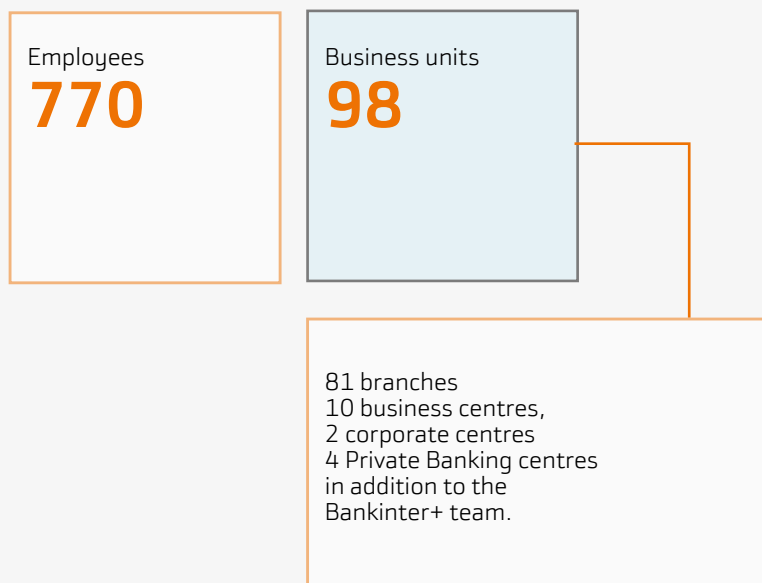 Employees
770
Business units
98
81 branches
10 business centres,
2 corporate centres
4 Private Banking centres
in addition to the
Bankinter+ team.